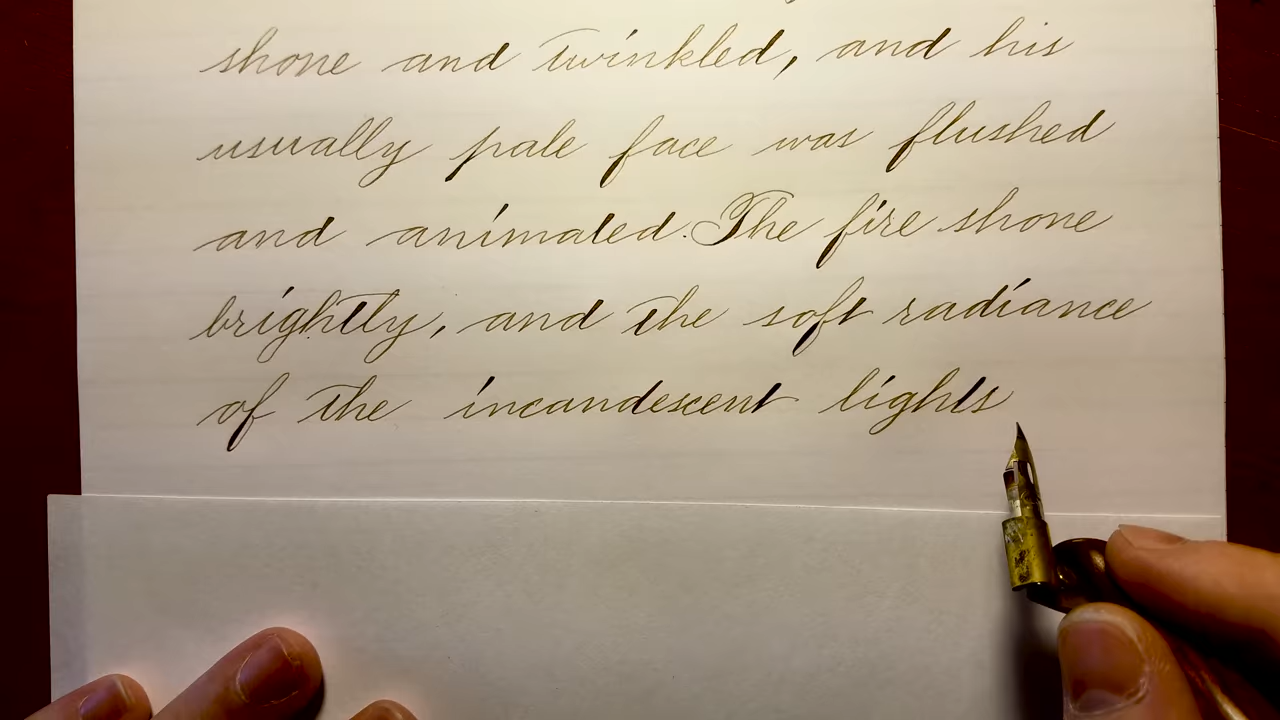 shone and twinkled, and his
usually pale face was flushed
and animated. The fire shone
brightly, and the soft radiance
of the incandescent lights